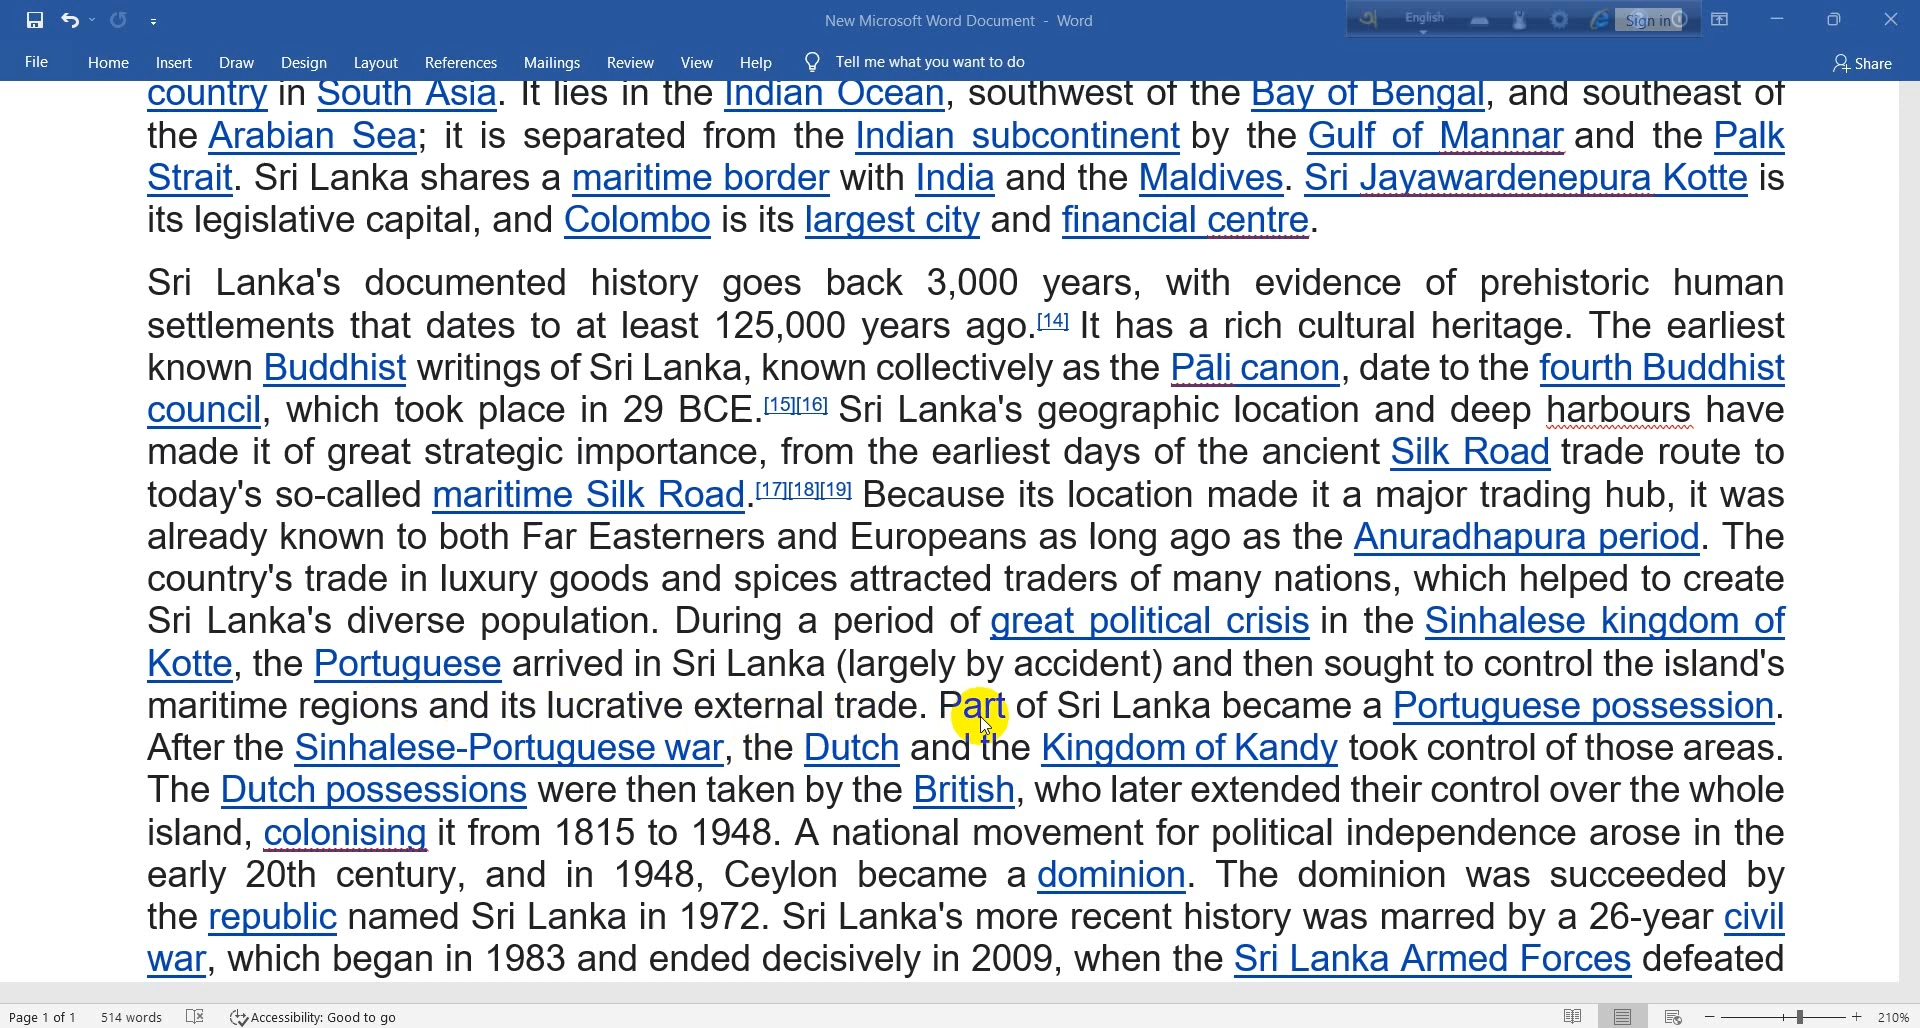 New Microsoft Word Document - Word
অ English Sign in
File Home Insert Draw Design Layout References Mailings Review View Help Tell me what you want to do Share
country in South Asia. It lies in the Indian Ocean, southwest of the Bay of Bengal, and southeast of
the Arabian Sea; it is separated from the Indian subcontinent by the Gulf of Mannar and the Palk
Strait. Sri Lanka shares a maritime border with India and the Maldives. Sri Jayawardenepura Kotte is
its legislative capital, and Colombo is its largest city and financial centre.
Sri Lanka's documented history goes back 3,000 years, with evidence of prehistoric human
settlements that dates to at least 125,000 years ago.[14] It has a rich cultural heritage. The earliest
known Buddhist writings of Sri Lanka, known collectively as the Pāli canon, date to the fourth Buddhist
council, which took place in 29 BCE.[15][16] Sri Lanka's geographic location and deep harbours have
made it of great strategic importance, from the earliest days of the ancient Silk Road trade route to
today's so-called maritime Silk Road.[17][18][19] Because its location made it a major trading hub, it was
already known to both Far Easterners and Europeans as long ago as the Anuradhapura period. The
country's trade in luxury goods and spices attracted traders of many nations, which helped to create
Sri Lanka's diverse population. During a period of great political crisis in the Sinhalese kingdom of
Kotte, the Portuguese arrived in Sri Lanka (largely by accident) and then sought to control the island's
maritime regions and its lucrative external trade. Part of Sri Lanka became a Portuguese possession.
After the Sinhalese-Portuguese war, the Dutch and the Kingdom of Kandy took control of those areas.
The Dutch possessions were then taken by the British, who later extended their control over the whole
island, colonising it from 1815 to 1948. A national movement for political independence arose in the
early 20th century, and in 1948, Ceylon became a dominion. The dominion was succeeded by
the republic named Sri Lanka in 1972. Sri Lanka's more recent history was marred by a 26-year civil
war, which began in 1983 and ended decisively in 2009, when the Sri Lanka Armed Forces defeated
Page 1 of 1 514 words Accessibility: Good to go 210%